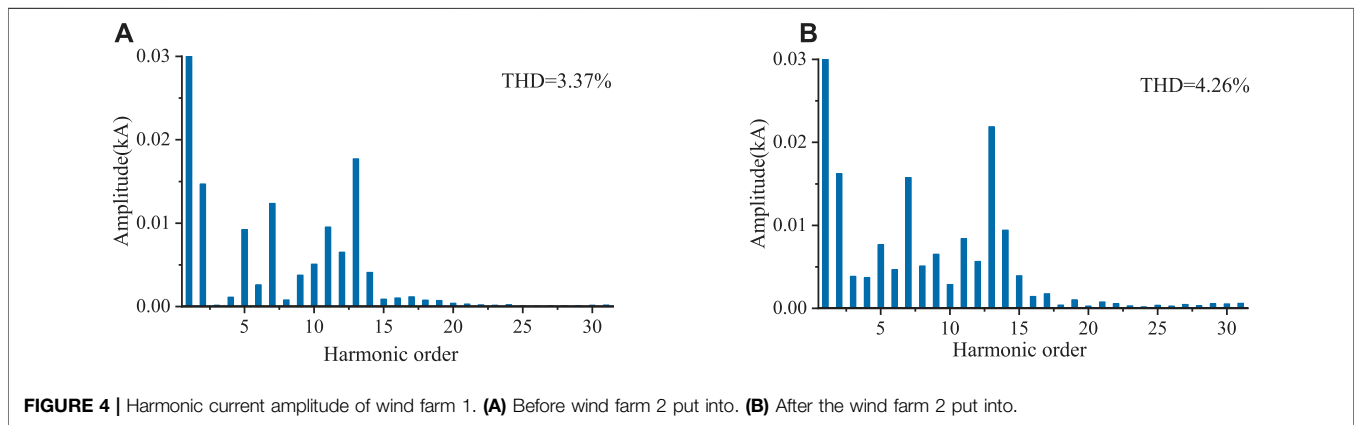 A
THD=3.37%
0.03
0.02
0.01
0.00
Amplitude(kA)
5 10 15 20 25 30
Harmonic order
B
THD=4.26%
0.03
0.02
0.01
0.00
Amplitude(kA)
5 10 15 20 25 30
Harmonic order
FIGURE 4 | Harmonic current amplitude of wind farm 1. (A) Before wind farm 2 put into. (B) After the wind farm 2 put into.